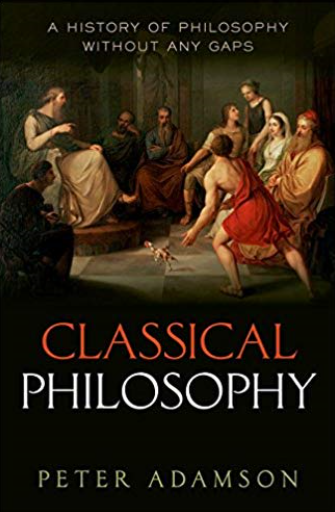 A HISTORY OF PHILOSOPHY
WITHOUT ANY GAPS
CLASSICAL
PHILOSOPHY
PETER ADAMSON